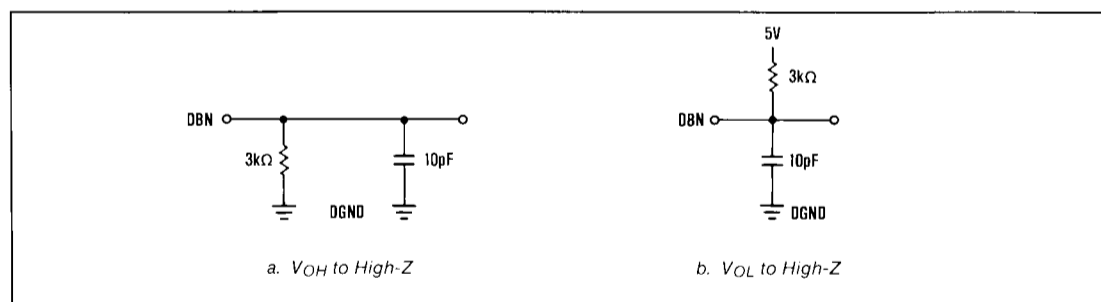 DBN
3kΩ
10pF
DGND
a. VOH to High-Z
5V
3kΩ
DBN
10pF
DGND
b. VOL to High-Z